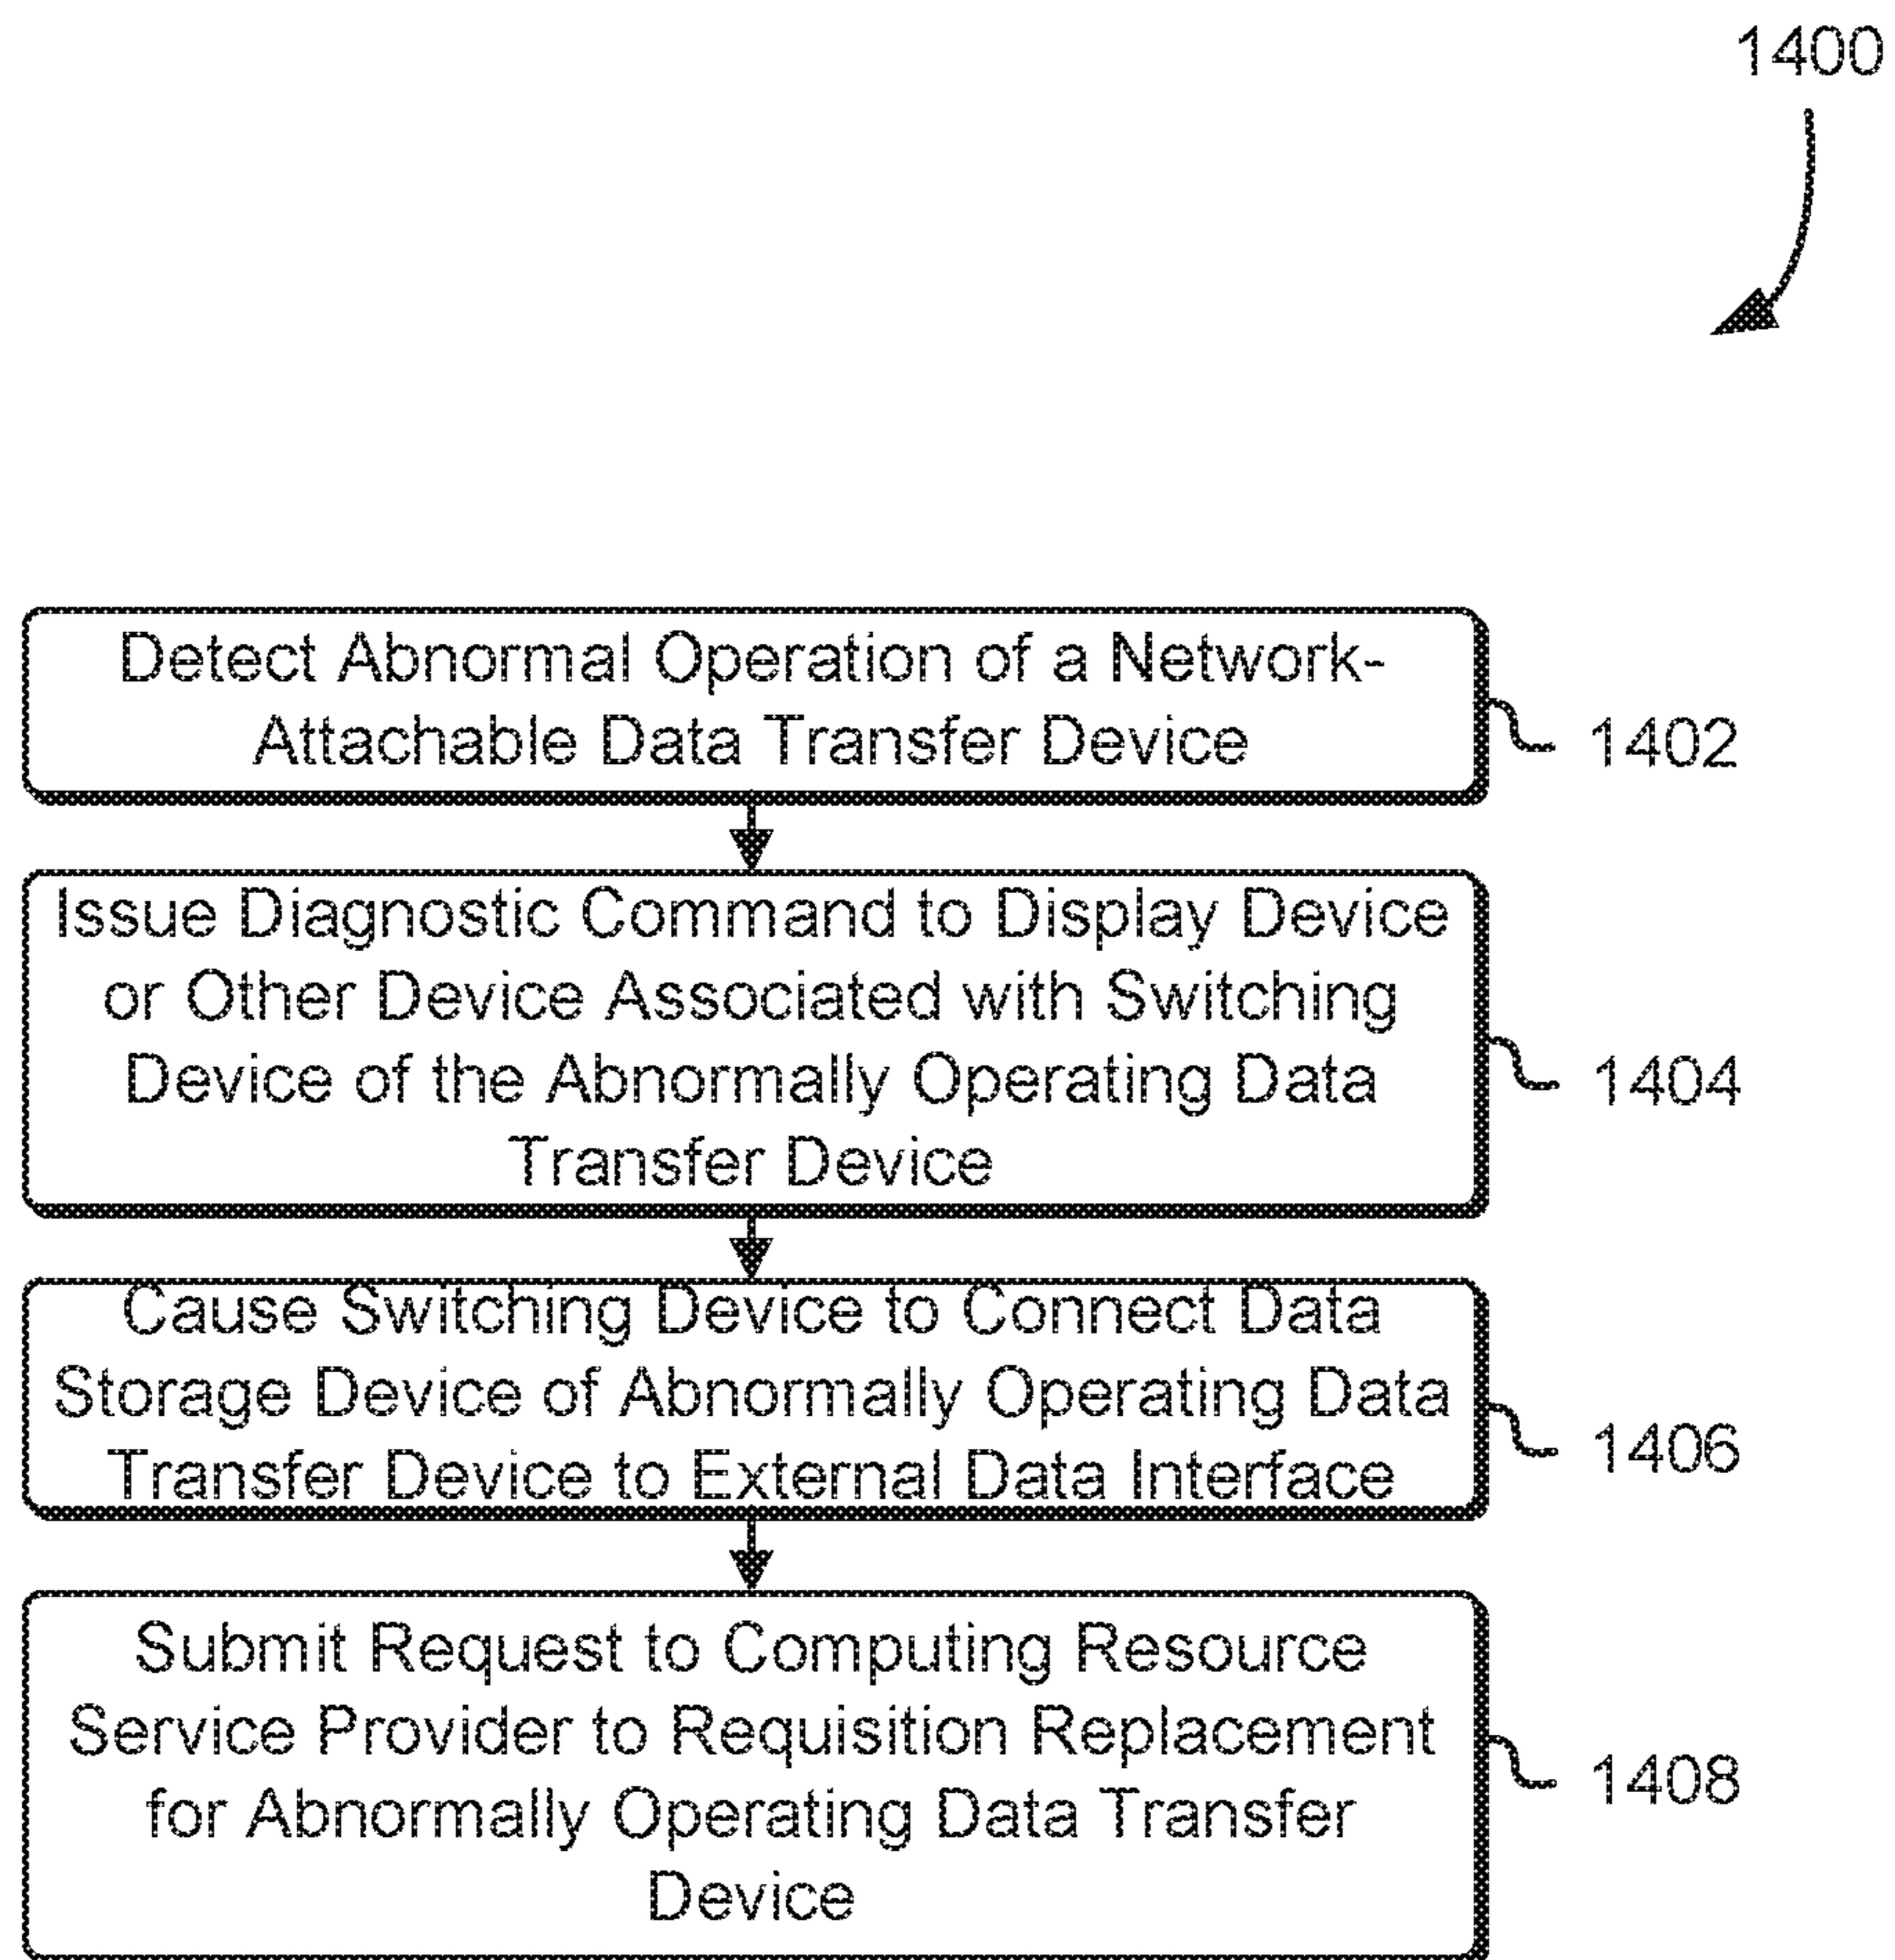 1400
Detect Abnormal Operation of a Network-
Attachable Data Transfer Device
1402
Issue Diagnostic Command to Display Device
or Other Device Associated with Switching
Device of the Abnormally Operating Data
Transfer Device
1404
Cause Switching Device to Connect Data
Storage Device of Abnormally Operating Data
Transfer Device to External Data Interface
1406
Submit Request to Computing Resource
Service Provider to Requisition Replacement
for Abnormally Operating Data Transfer
Device
1408